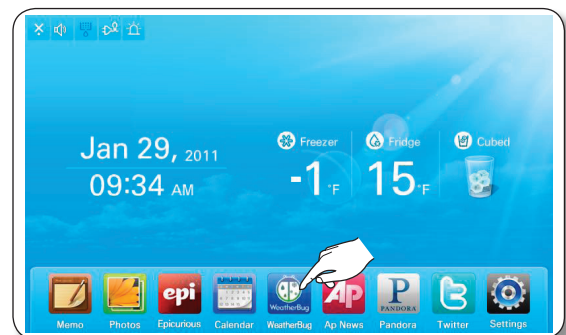 Freezer
Fridge
Cubed
Jan 29, 2011
-1 °F
15 °F
09:34 AM
epi
WeatherBug
AP
P
PANDORA
t
Memo
Photos
Epicurious
Calendar
WeatherBug
Ap News
Pandora
Twitter
Settings